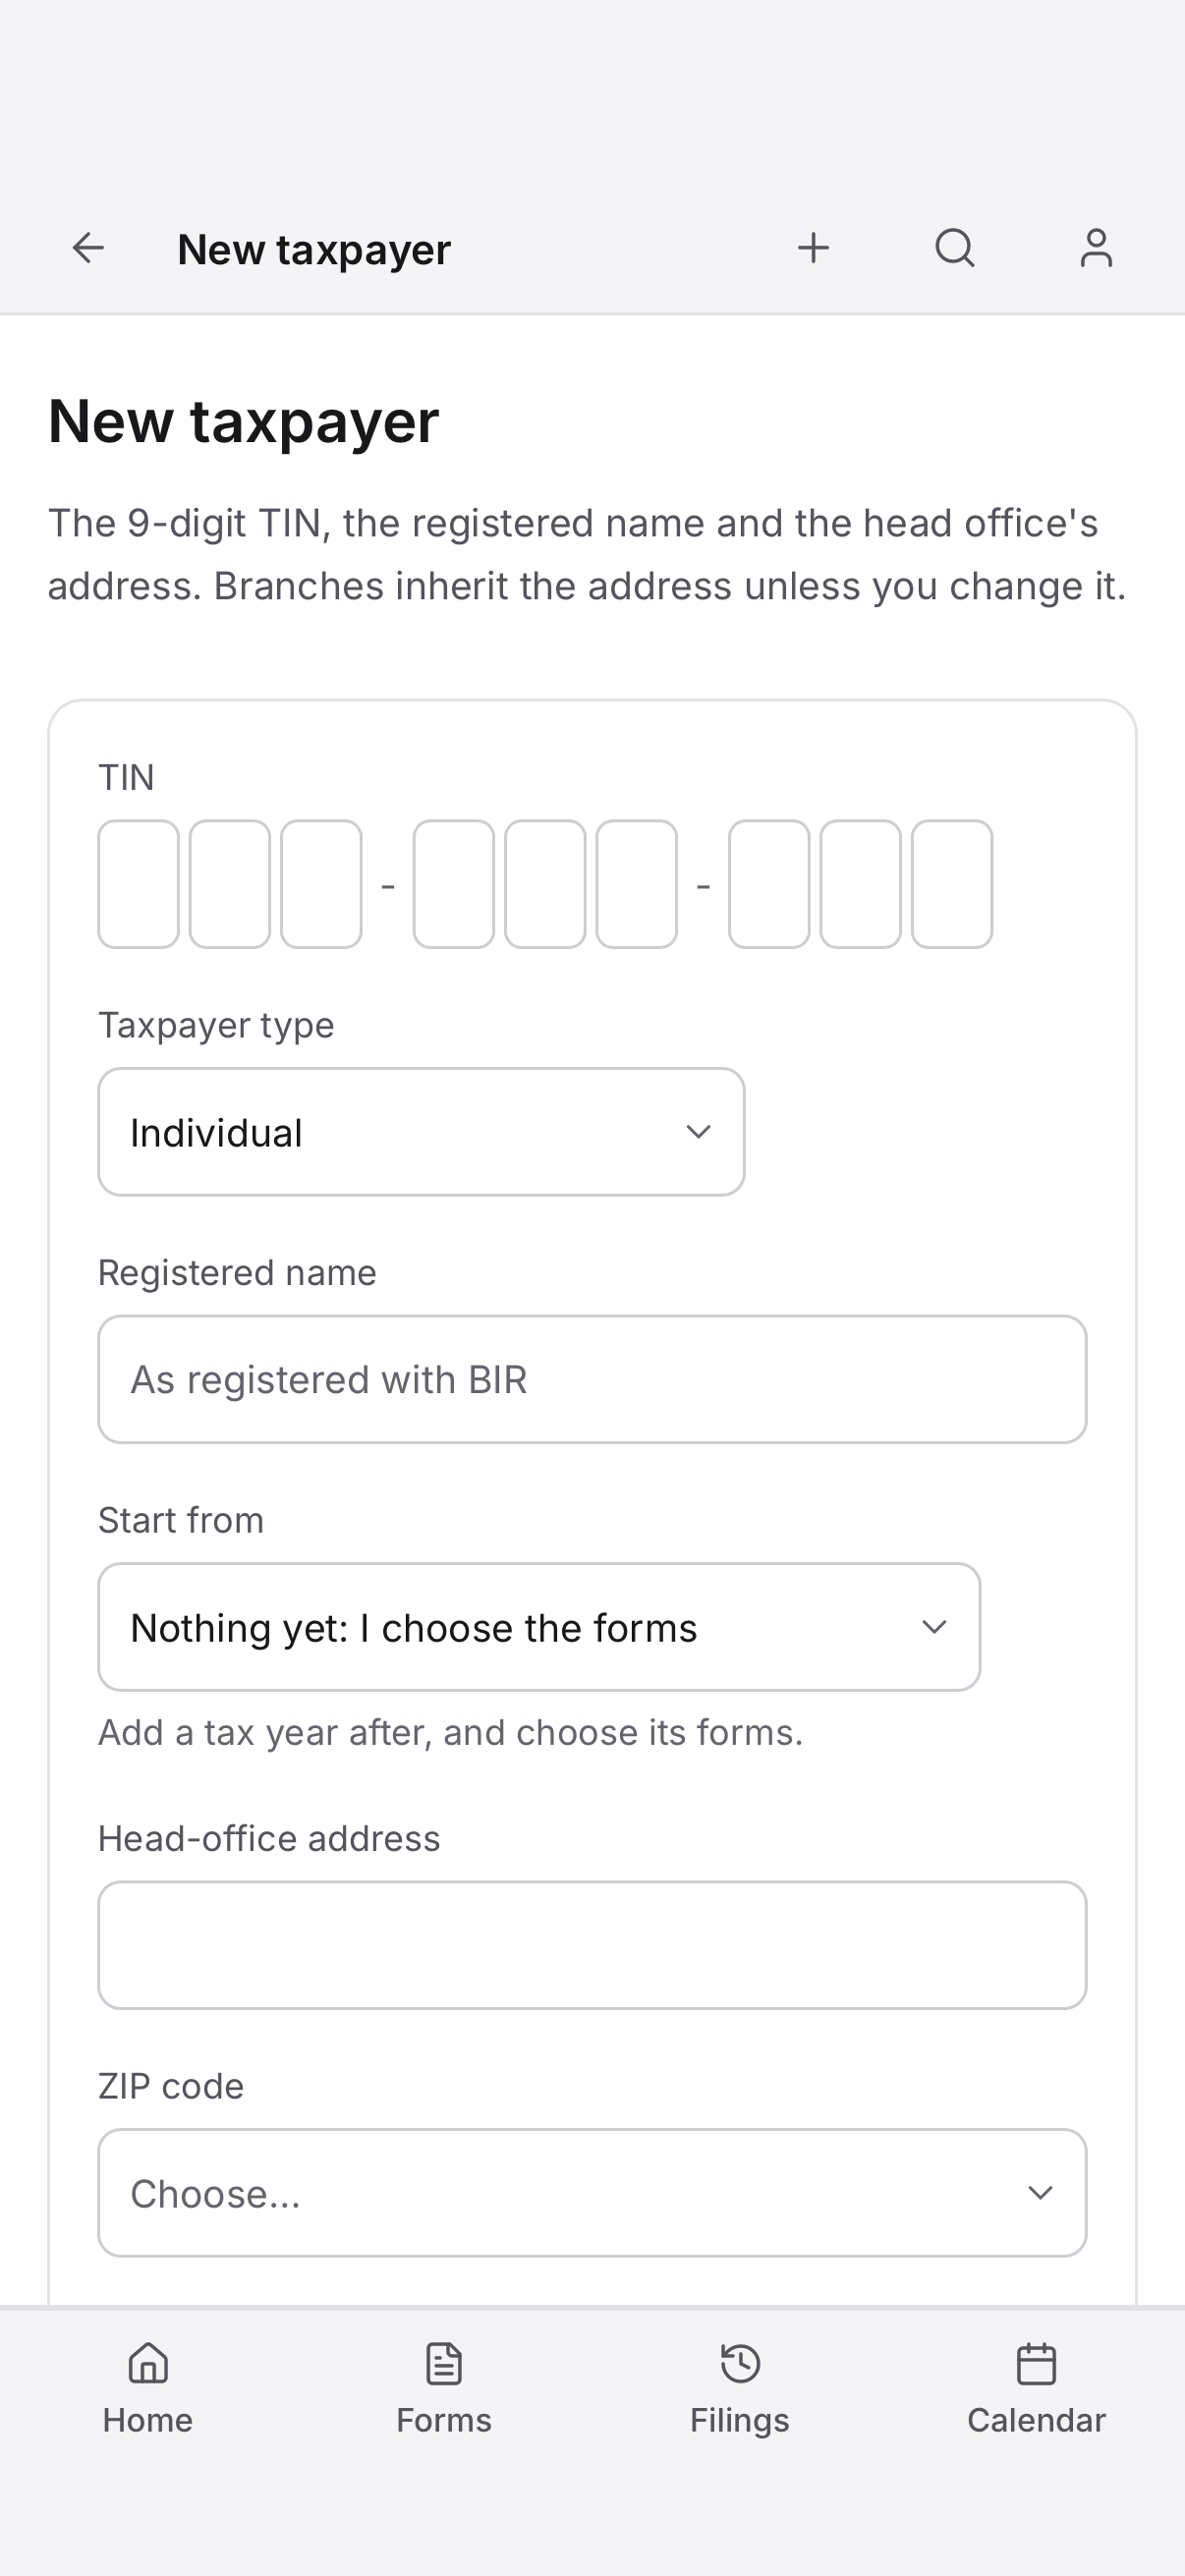 New taxpayer
New taxpayer
The 9-digit TIN, the registered name and the head office's
address. Branches inherit the address unless you change it.
TIN
- -
Taxpayer type
Individual
Registered name
As registered with BIR
Start from
Nothing yet: I choose the forms
Add a tax year after, and choose its forms.
Head-office address
ZIP code
Choose...
Home Forms Filings Calendar